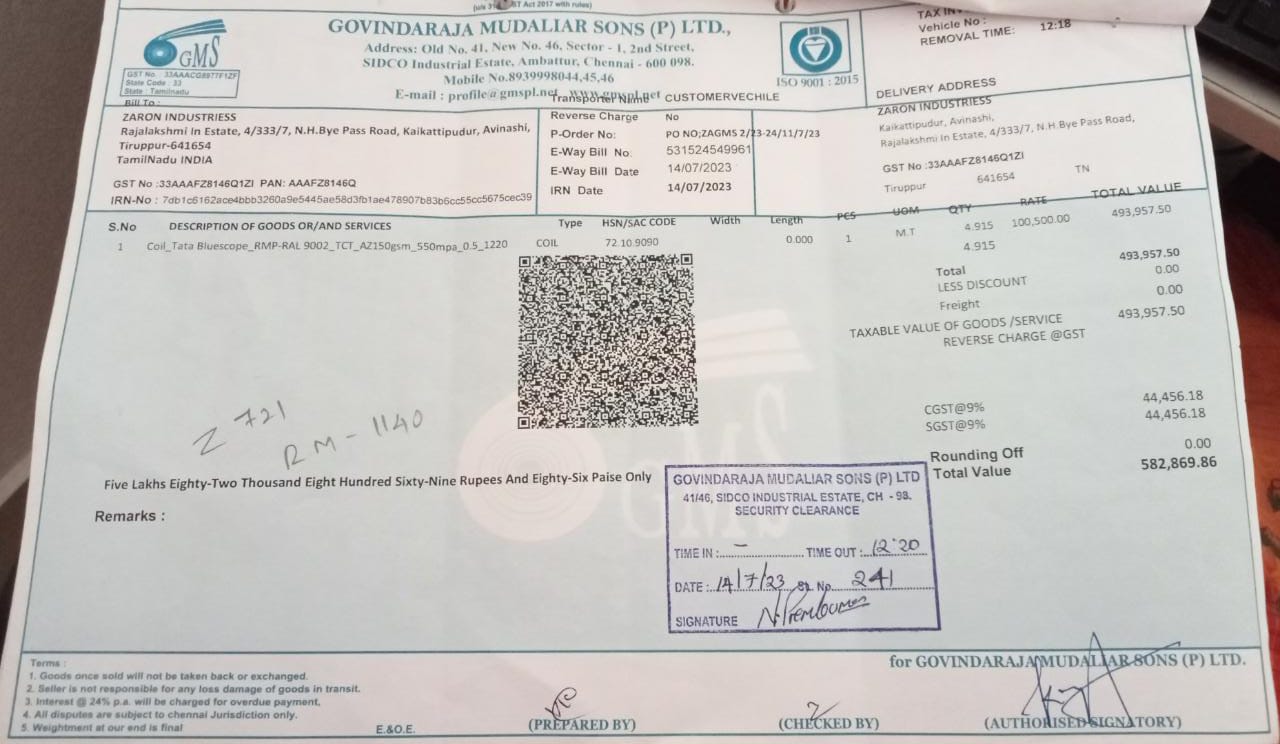 GMS
GST No : 33AAACG8977F1ZF
State Code : 33
State : Tamilnadu
GOVINDARAJA MUDALIAR SONS (P) LTD.,
Address: Old No. 41, New No. 46, Sector - 1, 2nd Street,
SIDCO Industrial Estate, Ambattur, Chennai - 600 098.
Mobile No.8939998044,45,46
E-mail : profile@gmspl.net www.gmspl.net
ISO 9001 : 2015
Vehicle No :
REMOVAL TIME: 12:18
Bill To :
ZARON INDUSTRIESS
Rajalakshmi In Estate, 4/333/7, N.H.Bye Pass Road, Kaikattipudur, Avinashi,
Tiruppur-641654
TamilNadu INDIA
GST No :33AAAFZ8146Q1ZI PAN: AAAFZ8146Q
IRN-No : 7db1c6162ace4bbb3260a9e5445ae58d3fb1ae478907b83b6cc55cc5675cec39
Transporter Name CUSTOMERVECHILE
Reverse Charge No
P-Order No: PO NO;ZAGMS 2/23-24/11/7/23
E-Way Bill No. 531524549961
E-Way Bill Date 14/07/2023
IRN Date 14/07/2023
DELIVERY ADDRESS
ZARON INDUSTRIESS
Kaikattipudur, Avinashi,
Rajalakshmi In Estate, 4/333/7, N.H.Bye Pass Road,
GST No :33AAAFZ8146Q1ZI
Tiruppur 641654 TN
S.No DESCRIPTION OF GOODS OR/AND SERVICES Type HSN/SAC CODE Width Length PCS UOM QTY RATE TOTAL VALUE
1 Coil_Tata Bluescope_RMP-RAL 9002_TCT_AZ150gsm_550mpa_0.5_1220 COIL 72.10.9090 0.000 1 M.T 4.915 100,500.00 493,957.50
4.915
Total 493,957.50
LESS DISCOUNT 0.00
Freight 0.00
TAXABLE VALUE OF GOODS /SERVICE 493,957.50
REVERSE CHARGE @GST
CGST@9% 44,456.18
SGST@9% 44,456.18
Rounding Off 0.00
Total Value 582,869.86
Z 721
RM - 1140
Five Lakhs Eighty-Two Thousand Eight Hundred Sixty-Nine Rupees And Eighty-Six Paise Only
Remarks :
GMS
GOVINDARAJA MUDALIAR SONS (P) LTD
41/46, SIDCO INDUSTRIAL ESTATE, CH - 98.
SECURITY CLEARANCE
TIME IN : – TIME OUT : 12:20
DATE : 14/7/23 Sl. No. 241
SIGNATURE
Terms :
1. Goods once sold will not be taken back or exchanged.
2. Seller is not responsible for any loss damage of goods in transit.
3. Interest @ 24% p.a. will be charged for overdue payment.
4. All disputes are subject to chennai Jurisdiction only.
5. Weightment at our end is final
E.&O.E.
(PREPARED BY)
(CHECKED BY)
for GOVINDARAJA MUDALIAR SONS (P) LTD.
(AUTHORISED SIGNATORY)